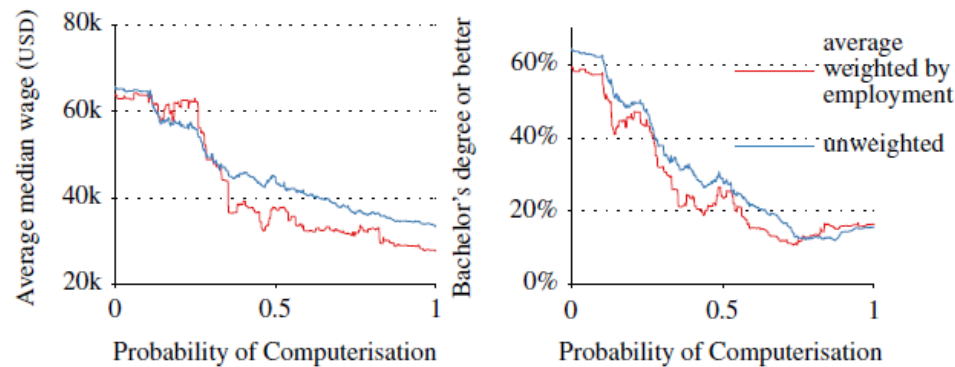 Average median wage (USD)
80k
60k
40k
20k
0
0.5
1
Probability of Computerisation
Bachelor's degree or better
60%
40%
20%
0%
0
0.5
1
Probability of Computerisation
average
weighted by
employment
unweighted